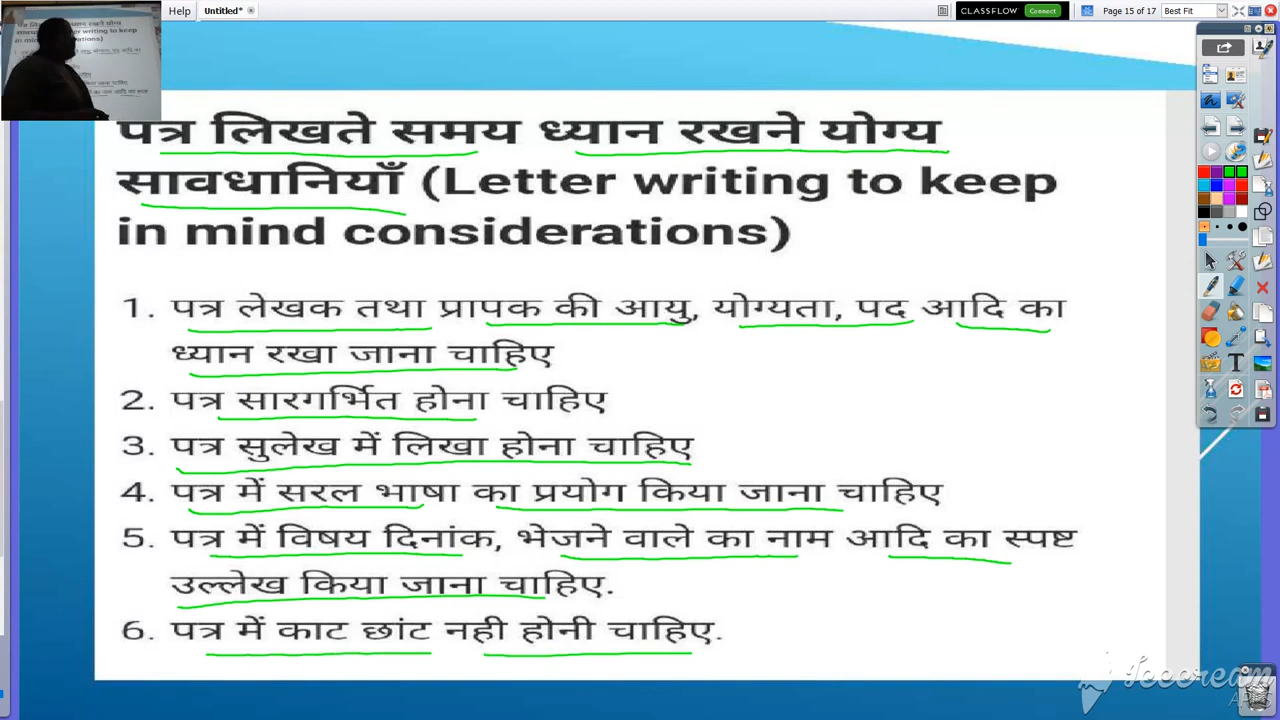 Help
Untitled*
CLASSFLOW
Connect
Page 15 of 17
Best Fit
पत्र लिखते समय ध्यान रखने योग्य
सावधानियाँ (Letter writing to keep
in mind considerations)
1. पत्र लेखक तथा प्रापक की आयु, योग्यता, पद आदि का
ध्यान रखा जाना चाहिए
2. पत्र सारगर्भित होना चाहिए
3. पत्र सुलेख में लिखा होना चाहिए
4. पत्र में सरल भाषा का प्रयोग किया जाना चाहिए
5. पत्र में विषय दिनांक, भेजने वाले का नाम आदि का स्पष्ट
उल्लेख किया जाना चाहिए.
6. पत्र में काट छांट नही होनी चाहिए.
Icecream
APPS